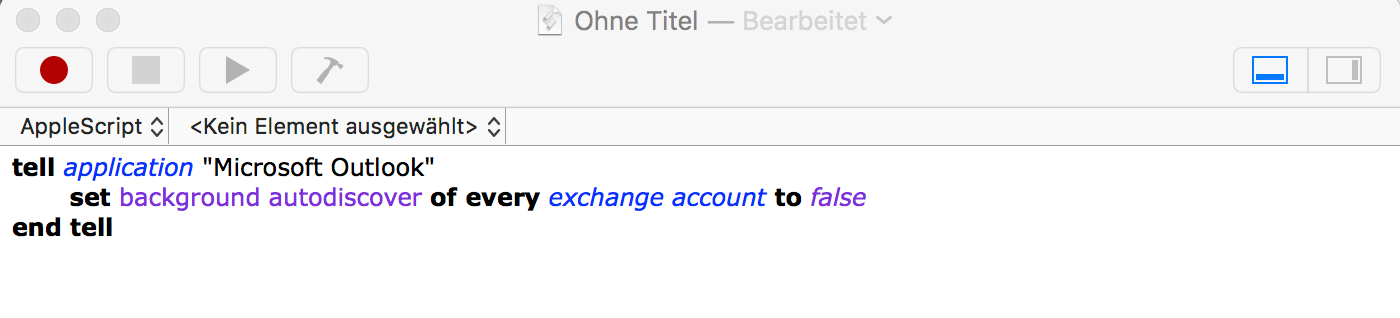 Ohne Titel — Bearbeitet
AppleScript <Kein Element ausgewählt>
tell application "Microsoft Outlook"
set background autodiscover of every exchange account to false
end tell